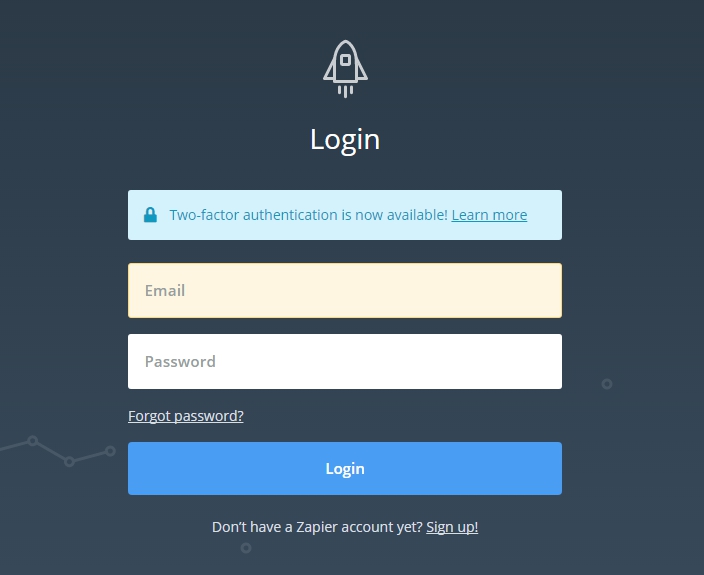 Login
Two-factor authentication is now available! Learn more
Email
Password
Forgot password?
Login
Don’t have a Zapier account yet? Sign up!